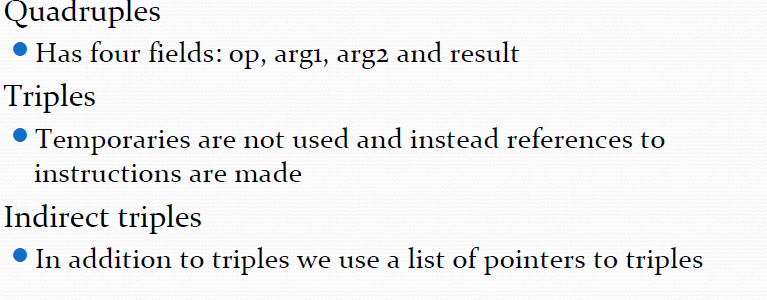 Quadruples
Has four fields: op, arg1, arg2 and result
Triples
Temporaries are not used and instead references to
instructions are made
Indirect triples
In addition to triples we use a list of pointers to triples